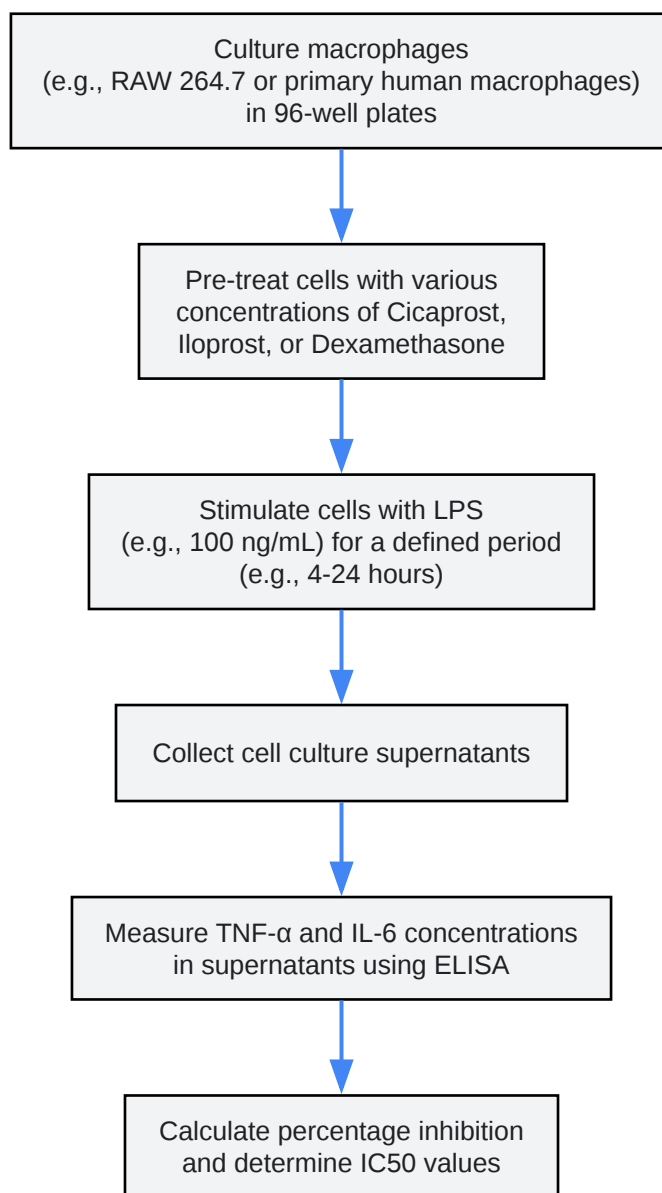 Culture macrophages
(e.g., RAW 264.7 or primary human macrophages)
in 96-well plates
Pre-treat cells with various
concentrations of Cicaprost,
Iloprost, or Dexamethasone
Stimulate cells with LPS
(e.g., 100 ng/mL) for a defined period
(e.g., 4-24 hours)
Collect cell culture supernatants
Measure TNF-α and IL-6 concentrations
in supernatants using ELISA
Calculate percentage inhibition
and determine IC50 values